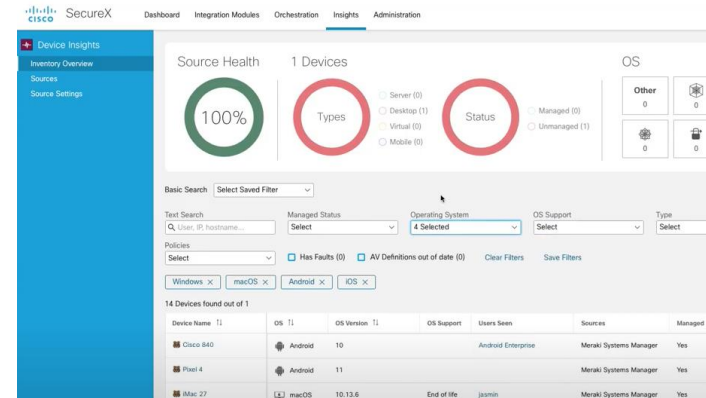 CISCO SecureX Dashboard Integration Modules Orchestration Insights Administration
Device Insights
Inventory Overview
Sources
Source Settings
Source Health 1 Devices OS
100%
Types
Server (0)
Desktop (1)
Virtual (0)
Mobile (0)
Status
Managed (0)
Unmanaged (1)
Other
0
0
0
0
Basic Search Select Saved Filter
Text Search Managed Status Operating System OS Support Type
User, IP, hostname... Select 4 Selected Select Select
Policies
Select Has Faults (0) AV Definitions out of date (0) Clear Filters Save Filters
Windows × macOS × Android × iOS ×
14 Devices found out of 1
Device Name OS OS Version OS Support Users Seen Sources Managed
Cisco 840 Android 10 Android Enterprise Meraki Systems Manager Yes
Pixel 4 Android 11 Meraki Systems Manager Yes
iMac 27 macOS 10.13.6 End of life jasmin Meraki Systems Manager Yes